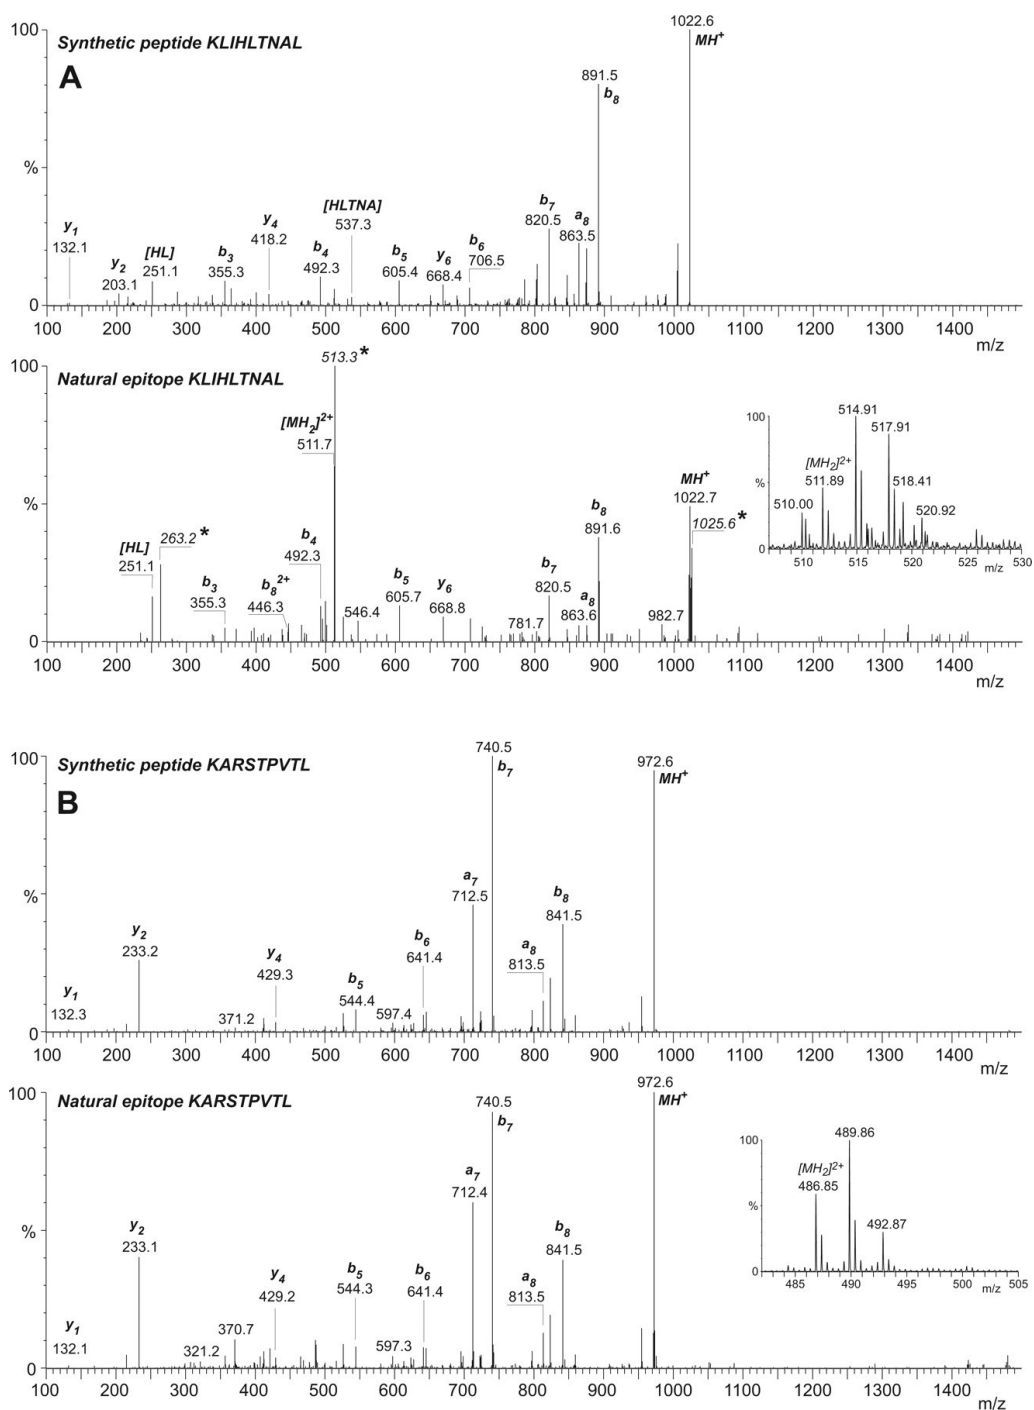 100
Synthetic peptide KLIHLTNAL
A
%
0
1022.6
MH+
891.5
b8
b7
820.5
a8
863.5
[HLTNA]
537.3
y1
132.1
y2
203.1
[HL]
251.1
b3
355.3
y4
418.2
b4
492.3
b5
605.4
y6
668.4
b6
706.5
100 200 300 400 500 600 700 800 900 1000 1100 1200 1300 1400
m/z
100
Natural epitope KLIHLTNAL
%
0
513.3 *
[MH2]2+
511.7
263.2 *
[HL]
251.1
b3
355.3
b8 2+
446.3
b4
492.3
546.4
b5
605.7
y6
668.8
781.7
b7
820.5
a8
863.6
b8
891.6
982.7
MH+
1022.7
1025.6 *
100
%
0
510.00
[MH2]2+
511.89
514.91
517.91
518.41
520.92
510 515 520 525 530
m/z
100 200 300 400 500 600 700 800 900 1000 1100 1200 1300 1400
m/z
100
Synthetic peptide KARSTPVTL
B
%
0
y1
132.3
y2
233.2
371.2
y4
429.3
b5
544.4
597.4
b6
641.4
a7
712.5
740.5
b7
a8
813.5
b8
841.5
972.6
MH+
100 200 300 400 500 600 700 800 900 1000 1100 1200 1300 1400
m/z
100
Natural epitope KARSTPVTL
%
0
y1
132.1
y2
233.1
321.2
370.7
y4
429.2
b5
544.3
597.3
b6
641.4
a7
712.4
740.5
b7
a8
813.5
b8
841.5
972.6
MH+
100
%
0
[MH2]2+
486.85
489.86
492.87
485 490 495 500 505
m/z
100 200 300 400 500 600 700 800 900 1000 1100 1200 1300 1400
m/z